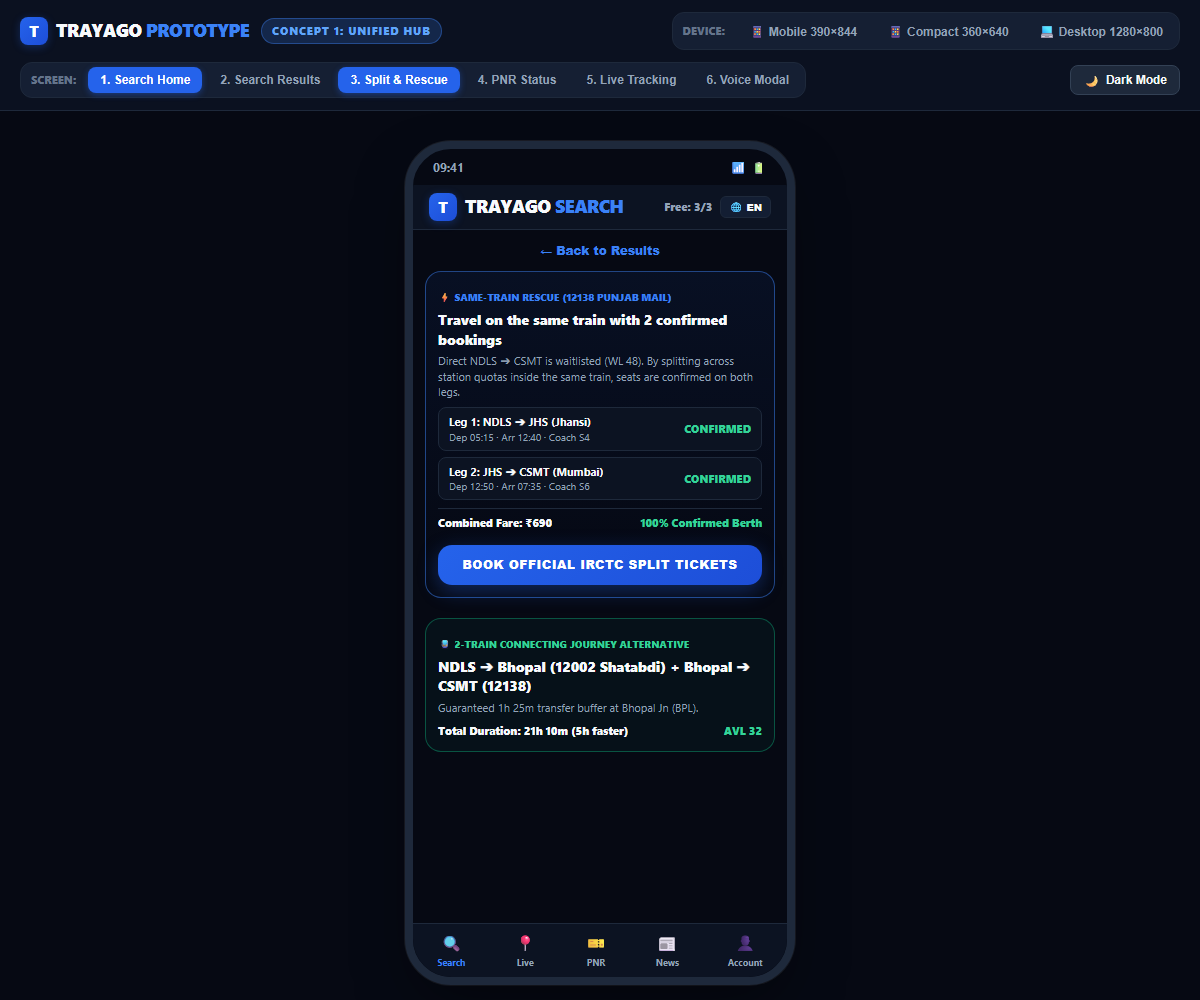 T TRAYAGO PROTOTYPE CONCEPT 1: UNIFIED HUB
DEVICE: Mobile 390×844 Compact 360×640 Desktop 1280×800
SCREEN: 1. Search Home 2. Search Results 3. Split & Rescue 4. PNR Status 5. Live Tracking 6. Voice Modal
🌙 Dark Mode
09:41
T TRAYAGO SEARCH Free: 3/3 🌐 EN
← Back to Results
⚡ SAME-TRAIN RESCUE (12138 PUNJAB MAIL)
Travel on the same train with 2 confirmed
bookings
Direct NDLS ➔ CSMT is waitlisted (WL 48). By splitting across
station quotas inside the same train, seats are confirmed on both
legs.
Leg 1: NDLS ➔ JHS (Jhansi)
Dep 05:15 · Arr 12:40 · Coach S4
CONFIRMED
Leg 2: JHS ➔ CSMT (Mumbai)
Dep 12:50 · Arr 07:35 · Coach S6
CONFIRMED
Combined Fare: ₹690 100% Confirmed Berth
BOOK OFFICIAL IRCTC SPLIT TICKETS
2-TRAIN CONNECTING JOURNEY ALTERNATIVE
NDLS ➔ Bhopal (12002 Shatabdi) + Bhopal ➔
CSMT (12138)
Guaranteed 1h 25m transfer buffer at Bhopal Jn (BPL).
Total Duration: 21h 10m (5h faster) AVL 32
Search Live PNR News Account